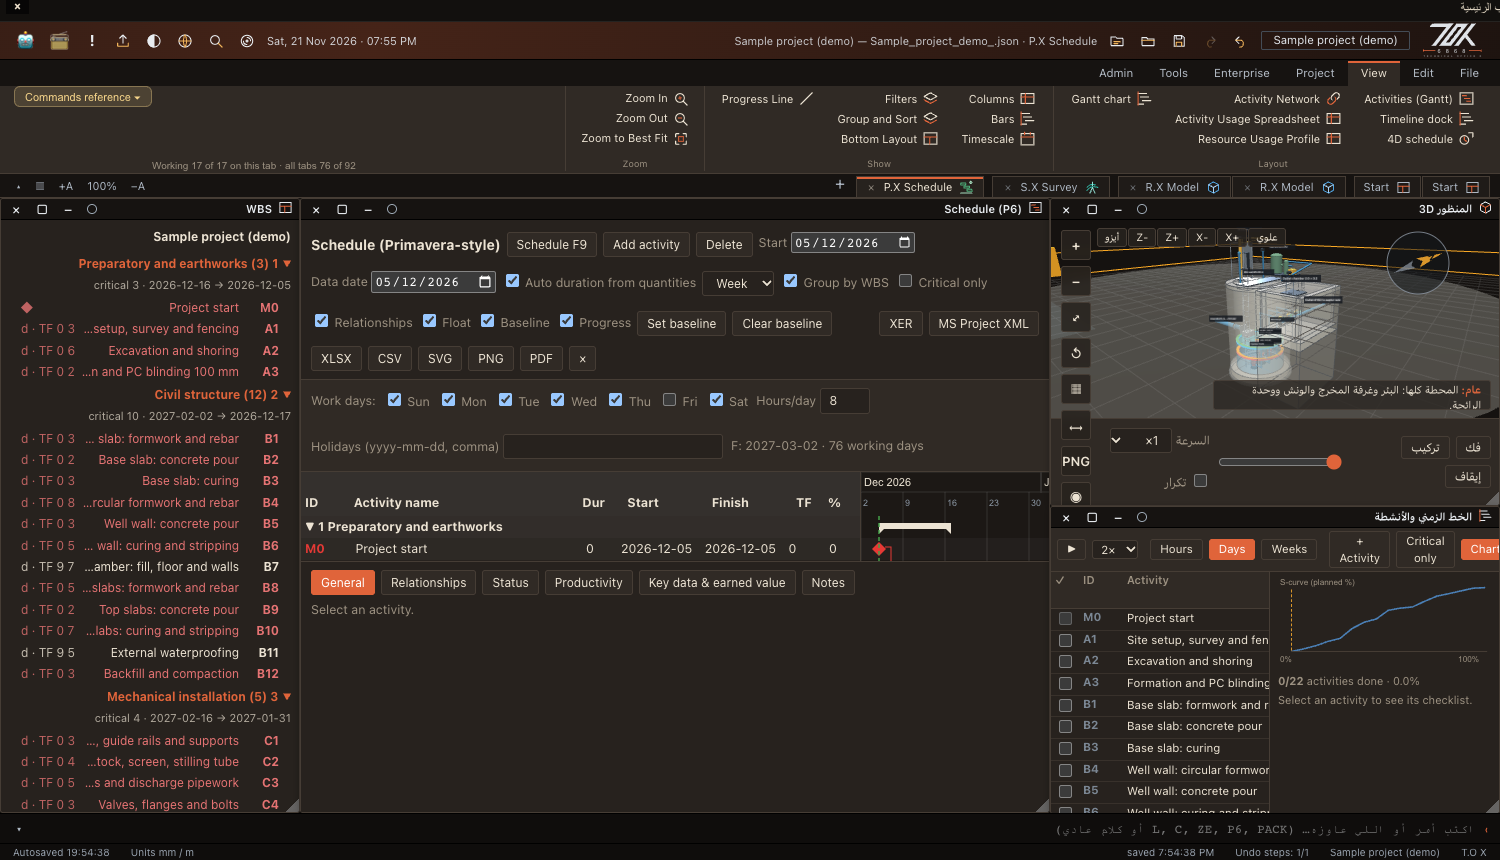 ب الرئيسية
Sat, 21 Nov 2026 · 07:55 PM
Sample project (demo) — Sample_project_demo_.json · P.X Schedule
Sample project (demo)
TOX
Admin Tools Enterprise Project View Edit File
Commands reference
Working 17 of 17 on this tab · all tabs 76 of 92
Zoom In
Zoom Out
Zoom to Best Fit
Zoom
Progress Line Filters Columns
Group and Sort Bars
Bottom Layout Timescale
Show
Gantt chart Activity Network Activities (Gantt)
Activity Usage Spreadsheet Timeline dock
Resource Usage Profile 4D schedule
Layout
+A 100% −A
+ × P.X Schedule × S.X Survey × R.X Model × R.X Model Start Start
WBS
Sample project (demo)
Preparatory and earthworks (3) 1 ▼
critical 3 · 2026-12-16 → 2026-12-05
Project start M0
d · TF 0 3 ...setup, survey and fencing A1
d · TF 0 6 Excavation and shoring A2
d · TF 0 2 ...n and PC blinding 100 mm A3
Civil structure (12) 2 ▼
critical 10 · 2027-02-02 → 2026-12-17
d · TF 0 3 ... slab: formwork and rebar B1
d · TF 0 2 Base slab: concrete pour B2
d · TF 0 3 Base slab: curing B3
d · TF 0 8 ...rcular formwork and rebar B4
d · TF 0 3 Well wall: concrete pour B5
d · TF 0 5 ... wall: curing and stripping B6
d · TF 9 7 ...amber: fill, floor and walls B7
d · TF 0 5 ...slabs: formwork and rebar B8
d · TF 0 2 Top slabs: concrete pour B9
d · TF 0 7 ...labs: curing and stripping B10
d · TF 9 5 External waterproofing B11
d · TF 0 3 Backfill and compaction B12
Mechanical installation (5) 3 ▼
critical 4 · 2027-02-16 → 2027-01-31
d · TF 0 3 ..., guide rails and supports C1
d · TF 0 4 ...tock, screen, stilling tube C2
d · TF 0 5 ...s and discharge pipework C3
d · TF 0 3 Valves, flanges and bolts C4
Schedule (P6)
Schedule (Primavera-style) Schedule F9 Add activity Delete Start 05/12/2026
Data date 05/12/2026 Auto duration from quantities Week Group by WBS Critical only
Relationships Float Baseline Progress Set baseline Clear baseline XER MS Project XML
XLSX CSV SVG PNG PDF ×
Work days: Sun Mon Tue Wed Thu Fri Sat Hours/day 8
Holidays (yyyy-mm-dd, comma) F: 2027-03-02 · 76 working days
Dec 2026 J
ID Activity name Dur Start Finish TF % 2 9 16 23 30
▼ 1 Preparatory and earthworks
M0 Project start 0 2026-12-05 2026-12-05 0 0
General Relationships Status Productivity Key data & earned value Notes
Select an activity.
المنظور 3D
أيزو Z- Z+ X- X+ علوي
عام: المحطة كلها: البئر وغرفة المخرج والونش ووحدة الرائحة.
PNG
×1 السرعة
تركيب فك
تكرار
إيقاف
الخط الزمني والأنشطة
2× Hours Days Weeks + Activity Critical only Chart
✓ ID Activity
M0 Project start
A1 Site setup, survey and fen
A2 Excavation and shoring
A3 Formation and PC blinding
B1 Base slab: formwork and r
B2 Base slab: concrete pour
B3 Base slab: curing
B4 Well wall: circular formwor
B5 Well wall: concrete pour
B6 Well wall: curing and strip
S-curve (planned %)
0% 100%
0/22 activities done · 0.0%
Select an activity to see its checklist.
اكتب أمر أو اللي عاوزه... (L, C, ZE, P6, PACK أو كلام عادي)
Autosaved 19:54:38 Units mm / m
saved 7:54:38 PM Undo steps: 1/1 Sample project (demo) T.O X